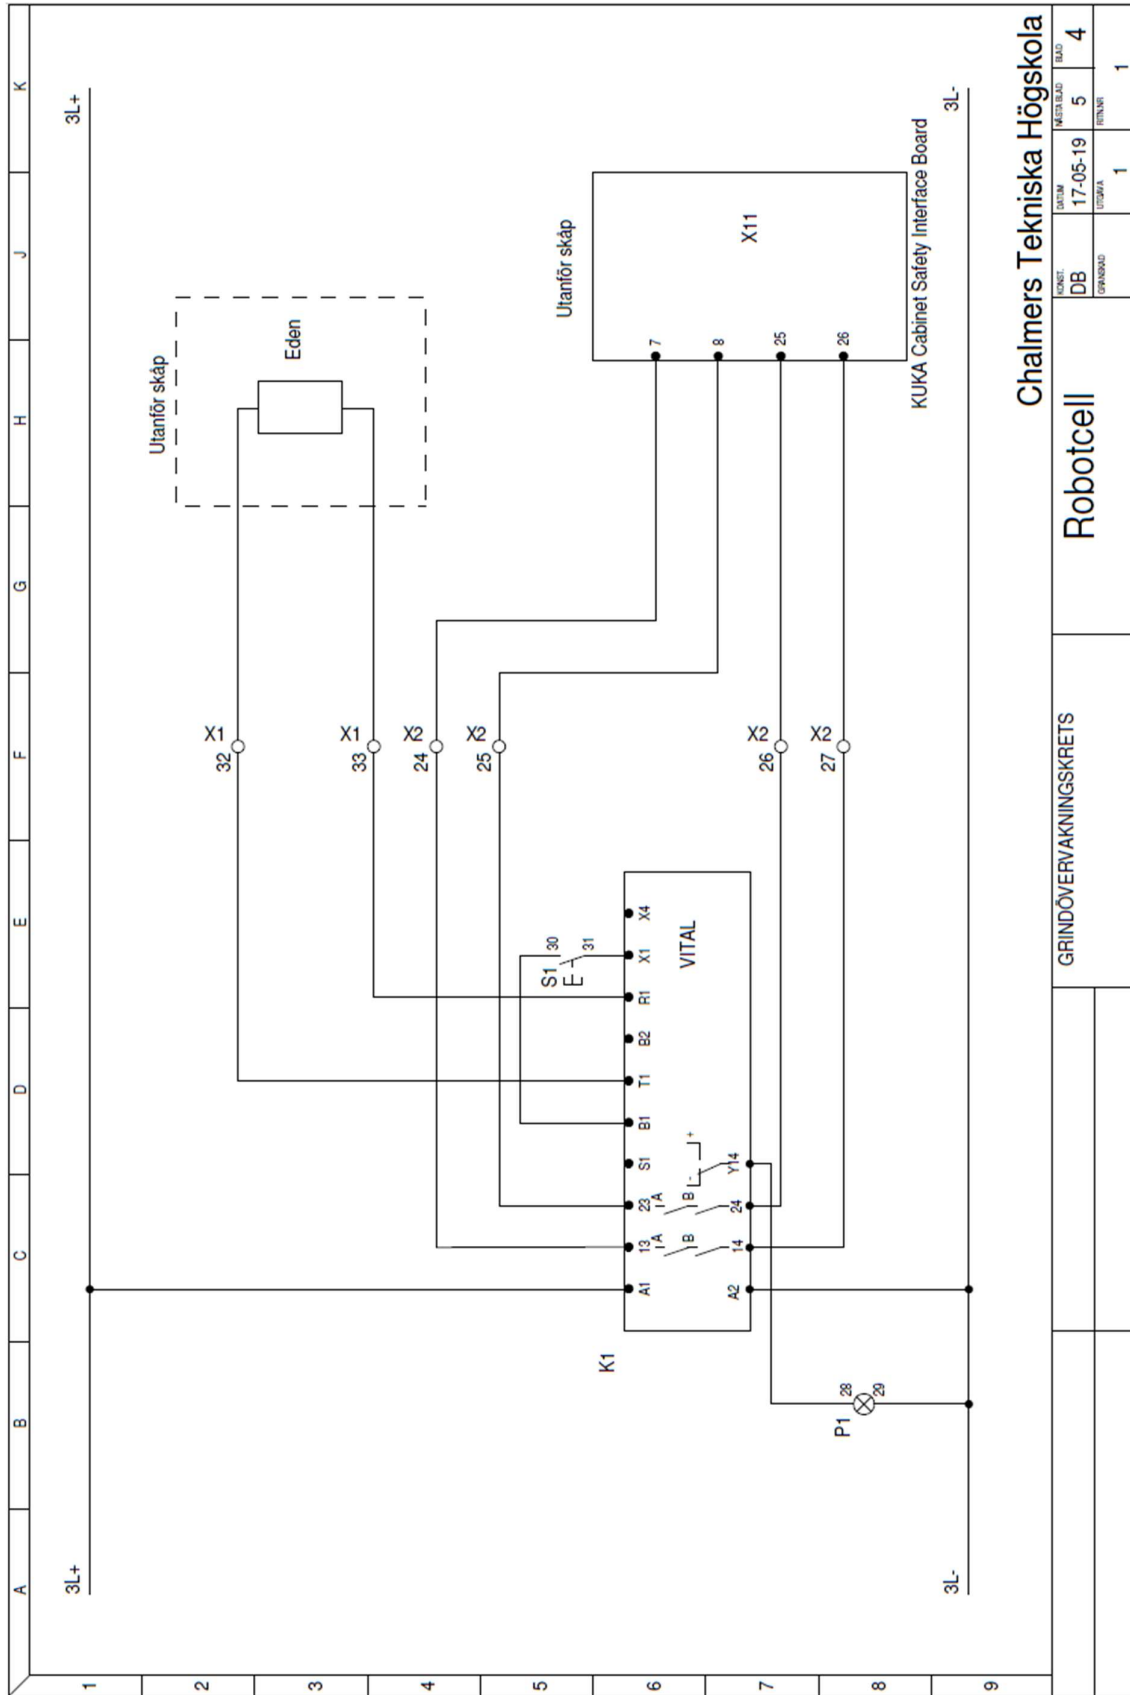 A B C D E F G H J K
1
2
3
4
5
6
7
8
9
3L+ 3L+
Utanför skåp
Eden
X1
32
X1
33
X2
24
X2
25
Utanför skåp
X11
7
8
25
26
KUKA Cabinet Safety Interface Board
X2
26
X2
27
S1
30
31
K1
A1 13 23 S1 B1 T1 B2 R1 X1 X4
A A
B B
- +
VITAL
A2 14 24 Y14
P1
28
29
3L- 3L-
Chalmers Tekniska Högskola
GRINDÖVERVAKNINGSKRETS
Robotcell
KONST. DATUM NÄSTA BLAD BLAD
DB 17-05-19 5 4
GRANSKAD UTGÅVA RITN.NR
1 1